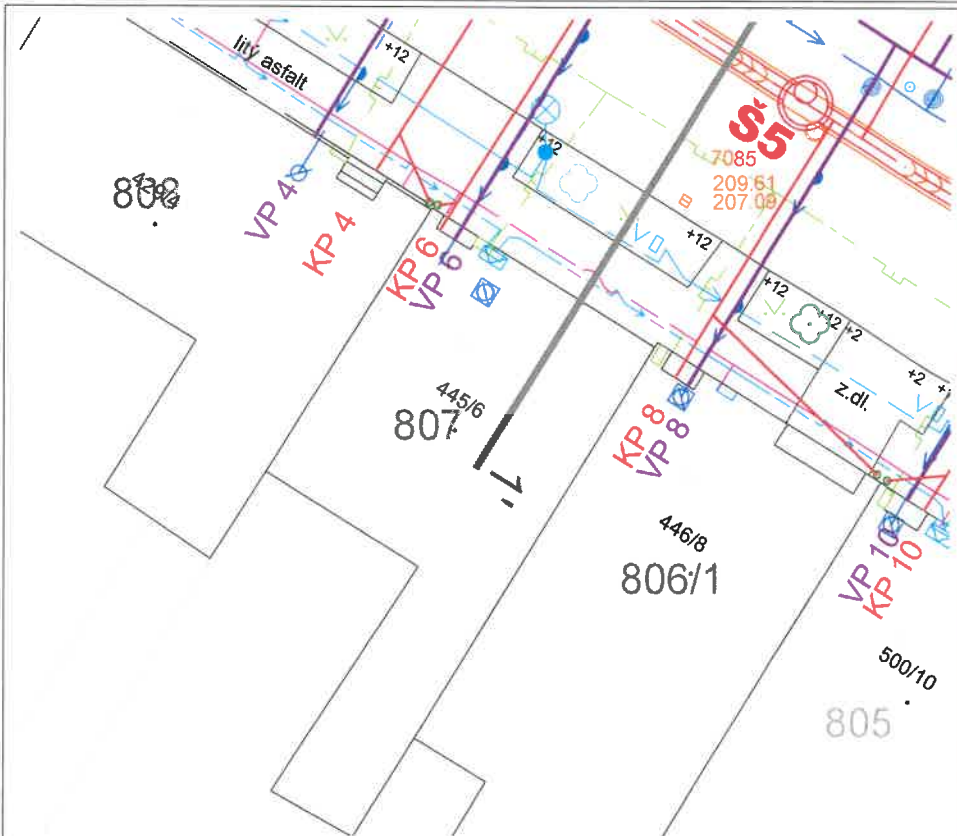 litý asfalt
+12
Š5
7085
209.61
207.09
+12
+12
+12
+12
+2
+2
z.dl.
VP 4
KP 4
KP 6
VP 6
445/6
807
1'
KP 8
VP 8
446/8
806/1
VP 10
KP 10
500/10
805